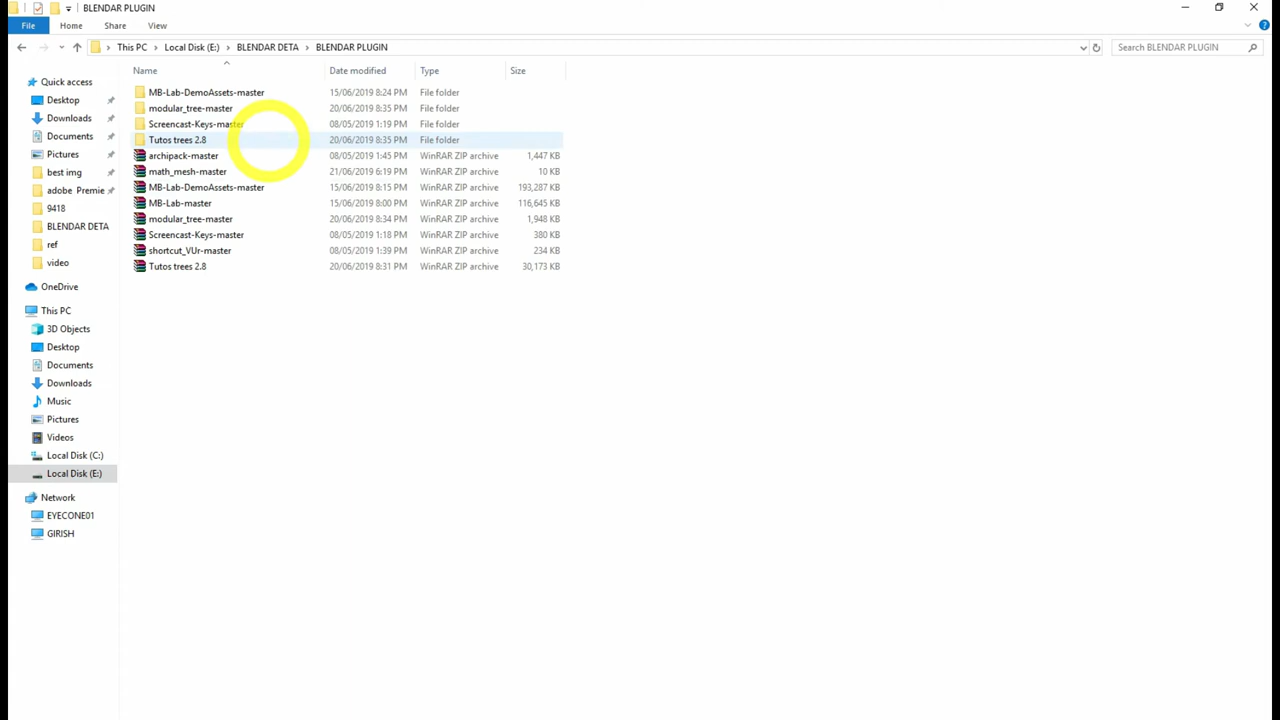 BLENDAR PLUGIN
File Home Share View
This PC Local Disk (E:) BLENDAR DETA BLENDAR PLUGIN Search BLENDAR PLUGIN
Name Date modified Type Size
MB-Lab-DemoAssets-master 15/06/2019 8:24 PM File folder
modular_tree-master 20/06/2019 8:35 PM File folder
Screencast-Keys-master 08/05/2019 1:19 PM File folder
Tutos trees 2.8 20/06/2019 8:35 PM File folder
archipack-master 08/05/2019 1:45 PM WinRAR ZIP archive 1,447 KB
math_mesh-master 21/06/2019 6:19 PM WinRAR ZIP archive 10 KB
MB-Lab-DemoAssets-master 15/06/2019 8:15 PM WinRAR ZIP archive 193,287 KB
MB-Lab-master 15/06/2019 8:00 PM WinRAR ZIP archive 116,645 KB
modular_tree-master 20/06/2019 8:34 PM WinRAR ZIP archive 1,948 KB
Screencast-Keys-master 08/05/2019 1:18 PM WinRAR ZIP archive 380 KB
shortcut_VUr-master 08/05/2019 1:39 PM WinRAR ZIP archive 234 KB
Tutos trees 2.8 20/06/2019 8:31 PM WinRAR ZIP archive 30,173 KB
Quick access
Desktop
Downloads
Documents
Pictures
best img
adobe Premie
9418
BLENDAR DETA
ref
video
OneDrive
This PC
3D Objects
Desktop
Documents
Downloads
Music
Pictures
Videos
Local Disk (C:)
Local Disk (E:)
Network
EYECONE01
GIRISH